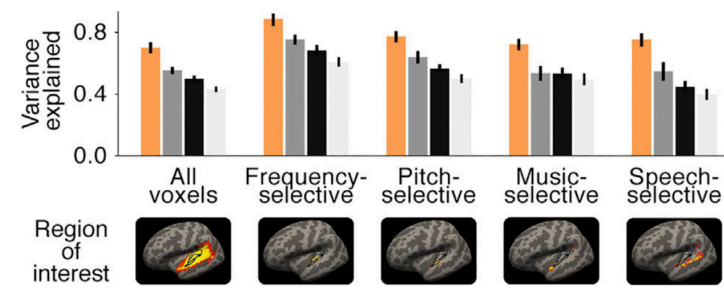 Variance
explained
0.8
0.4
0.0
All
voxels
Frequency-
selective
Pitch-
selective
Music-
selective
Speech-
selective
Region
of
interest